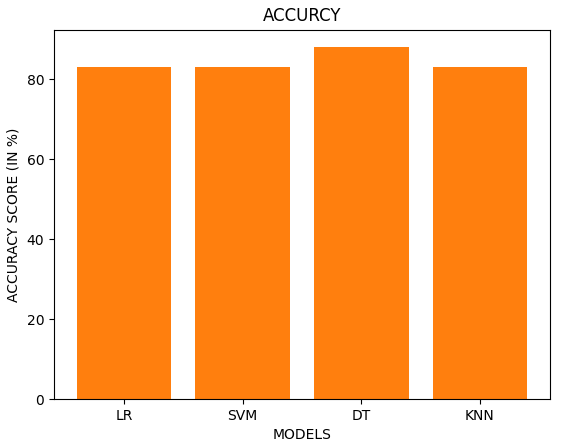 ACCURCY
ACCURACY SCORE (IN %)
80
60
40
20
0
LR SVM DT KNN
MODELS